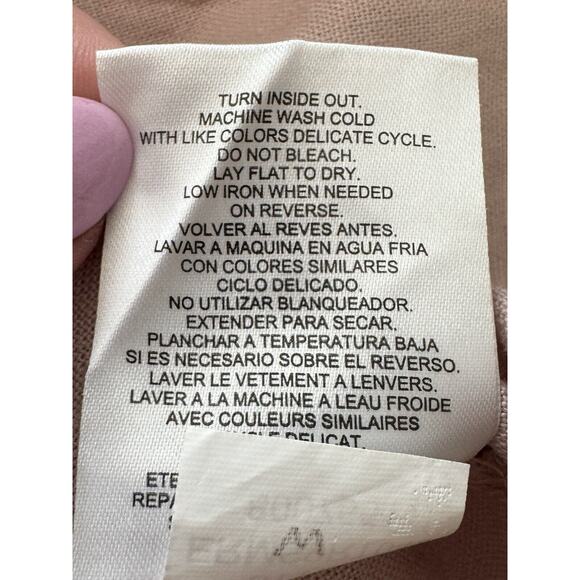 TURN INSIDE OUT.
MACHINE WASH COLD
WITH LIKE COLORS DELICATE CYCLE.
DO NOT BLEACH.
LAY FLAT TO DRY.
LOW IRON WHEN NEEDED
ON REVERSE.
VOLVER AL REVES ANTES.
LAVAR A MAQUINA EN AGUA FRIA
CON COLORES SIMILARES
CICLO DELICADO.
NO UTILIZAR BLANQUEADOR.
EXTENDER PARA SECAR.
PLANCHAR A TEMPERATURA BAJA
SI ES NECESARIO SOBRE EL REVERSO.
LAVER LE VETEMENT A LENVERS.
LAVER A LA MACHINE A LEAU FROIDE
AVEC COULEURS SIMILAIRES
DELICAT.